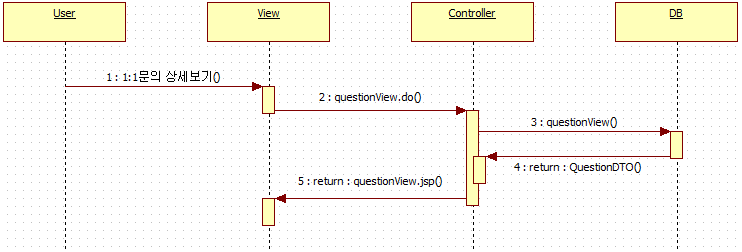 User
View
Controller
DB
1 : 1:1문의 상세보기()
2 : questionView.do()
3 : questionView()
4 : return : QuestionDTO()
5 : return : questionView.jsp()